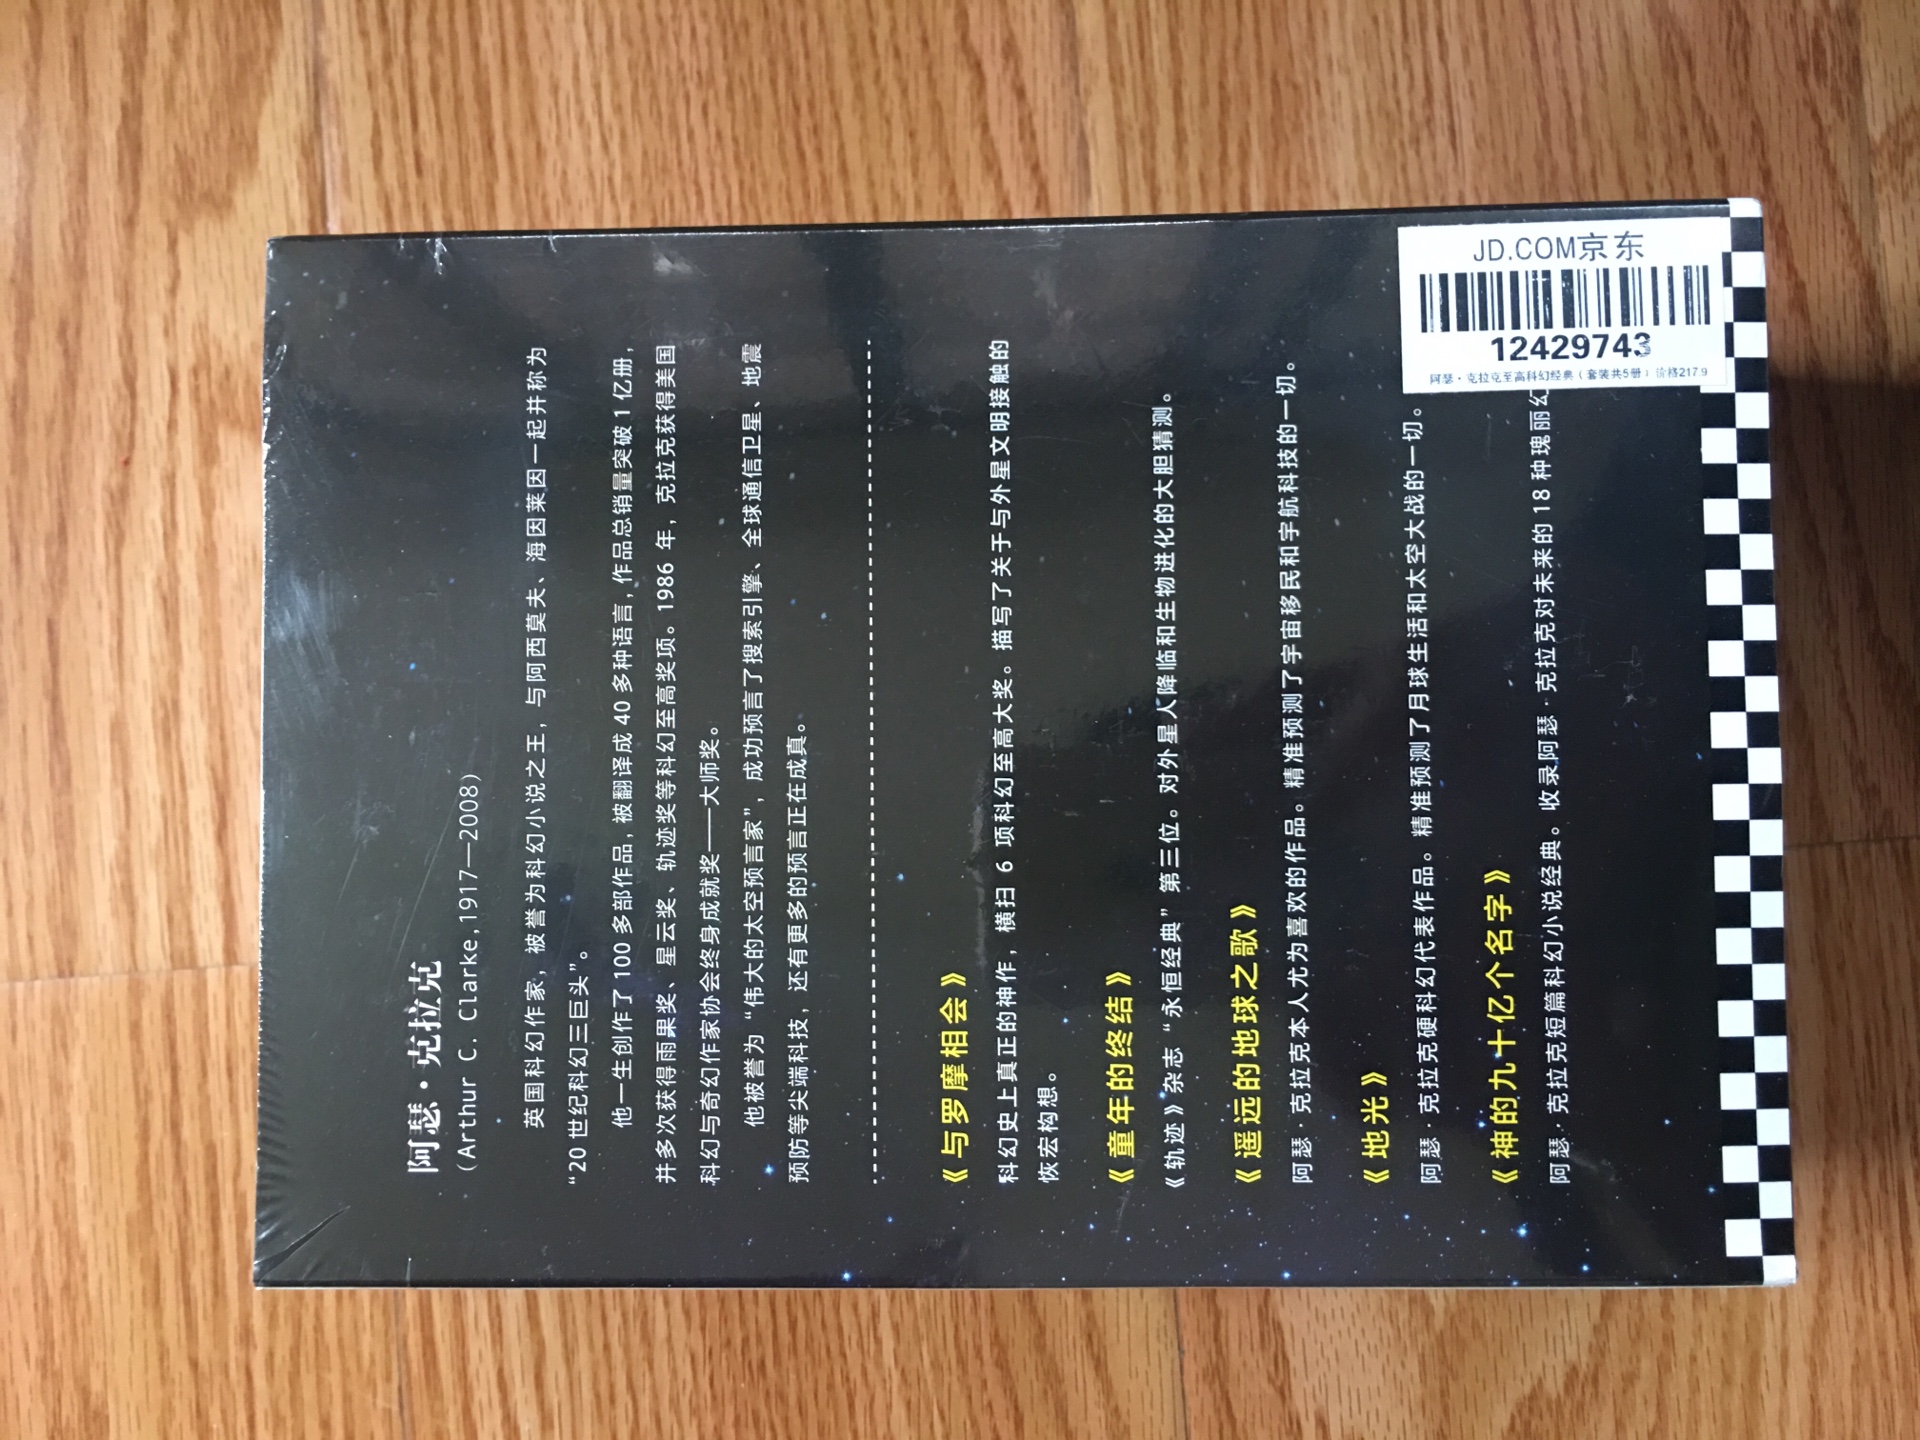 阿瑟·克拉克
（Arthur C. Clarke,1917—2008）
英国科幻作家，被誉为科幻小说之王，与阿西莫夫、海因莱因一起并称为
“20世纪科幻三巨头”。
他一生创作了100多部作品，被翻译成40多种语言，作品总销量突破1亿册，
并多次获得雨果奖、星云奖、轨迹奖等科幻至高奖项。1986 年，克拉克获得美国
科幻与奇幻作家协会终身成就奖——大师奖。
他被誉为“伟大的太空预言家”，成功预言了搜索引擎、全球通信卫星、地震
预防等尖端科技，还有更多的预言正在成真。
《与罗摩相会》
科幻史上真正的神作，横扫 6 项科幻至高大奖。描写了关于与外星文明接触的
恢宏构想。
《童年的终结》
《轨迹》杂志“永恒经典”第三位。对外星人降临和生物进化的大胆猜测。
《遥远的地球之歌》
阿瑟·克拉克本人尤为喜欢的作品。精准预测了宇宙移民和宇航科技的一切。
《地光》
阿瑟·克拉克硬科幻代表作品。精准预测了月球生活和太空大战的一切。
《神的九十亿个名字》
阿瑟·克拉克短篇科幻小说经典。收录阿瑟·克拉克对未来的18种瑰丽幻
JD.COM京东
12429743
阿瑟·克拉克至高科幻经典（套装共5册）价格217.9